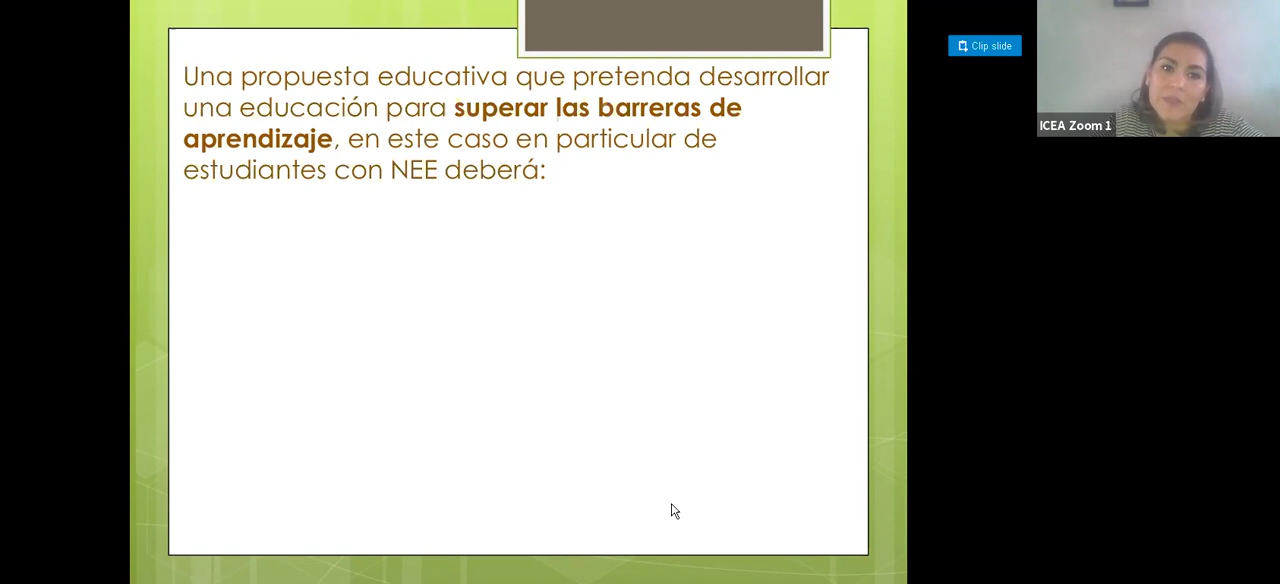 Una propuesta educativa que pretenda desarrollar
una educación para superar las barreras de
aprendizaje, en este caso en particular de
estudiantes con NEE deberá:
Clip slide
ICEA Zoom 1